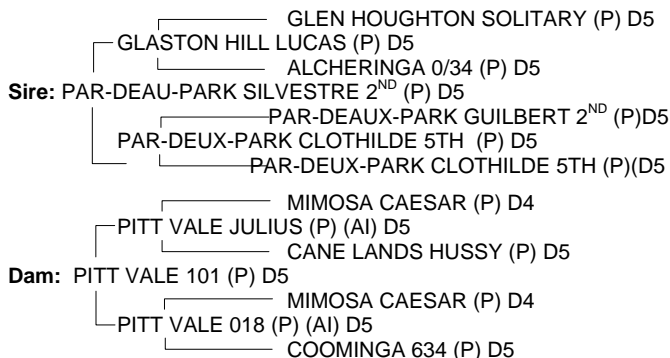 GLEN HOUGHTON SOLITARY (P) D5
GLASTON HILL LUCAS (P) D5
ALCHERINGA 0/34 (P) D5
Sire: PAR-DEAU-PARK SILVESTRE 2ND (P) D5
PAR-DEAUX-PARK GUILBERT 2ND (P)D5
PAR-DEUX-PARK CLOTHILDE 5TH (P) D5
PAR-DEUX-PARK CLOTHILDE 5TH (P)(D5
MIMOSA CAESAR (P) D4
PITT VALE JULIUS (P) (AI) D5
CANE LANDS HUSSY (P) D5
Dam: PITT VALE 101 (P) D5
MIMOSA CAESAR (P) D4
PITT VALE 018 (P) (AI) D5
COOMINGA 634 (P) D5